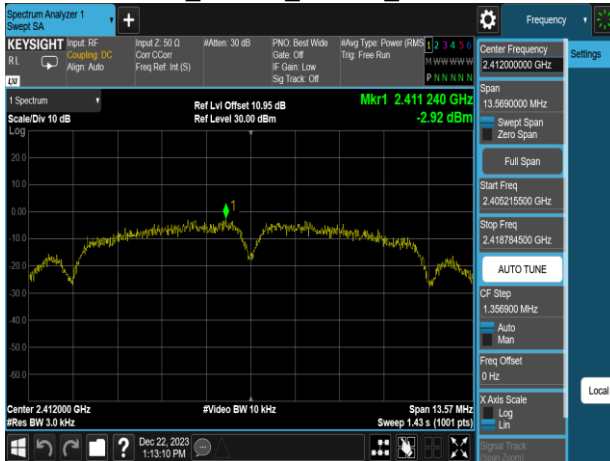 Spectrum Analyzer 1
Swept SA
+
Frequency
KEYSIGHT
Input: RF
Input Z: 50 Ω
#Atten: 30 dB
PNO: Best Wide
#Avg Type: Power (RMS
1 2 3 4 5 6
RL
Coupling: DC
Corr CCorr
Gate: Off
Trig: Free Run
M W W W W W
Align: Auto
Freq Ref: Int (S)
IF Gain: Low
Sig Track: Off
P N N N N N
LXI
1 Spectrum
Ref Lvl Offset 10.95 dB
Mkr1 2.411 240 GHz
Scale/Div 10 dB
Ref Level 30.00 dBm
-2.92 dBm
Log
20.0
10.0
0.00
-10.0
-20.0
-30.0
-40.0
-50.0
-60.0
1
Center 2.412000 GHz
#Video BW 10 kHz
Span 13.57 MHz
#Res BW 3.0 kHz
Sweep 1.43 s (1001 pts)
?
Dec 22, 2023
1:13:10 PM
Center Frequency
2.412000000 GHz
Settings
Span
13.5690000 MHz
Swept Span
Zero Span
Full Span
Start Freq
2.405215500 GHz
Stop Freq
2.418784500 GHz
AUTO TUNE
CF Step
1.356900 MHz
Auto
Man
Freq Offset
0 Hz
X Axis Scale
Log
Lin
Local
Signal Track
(Span Zoom)